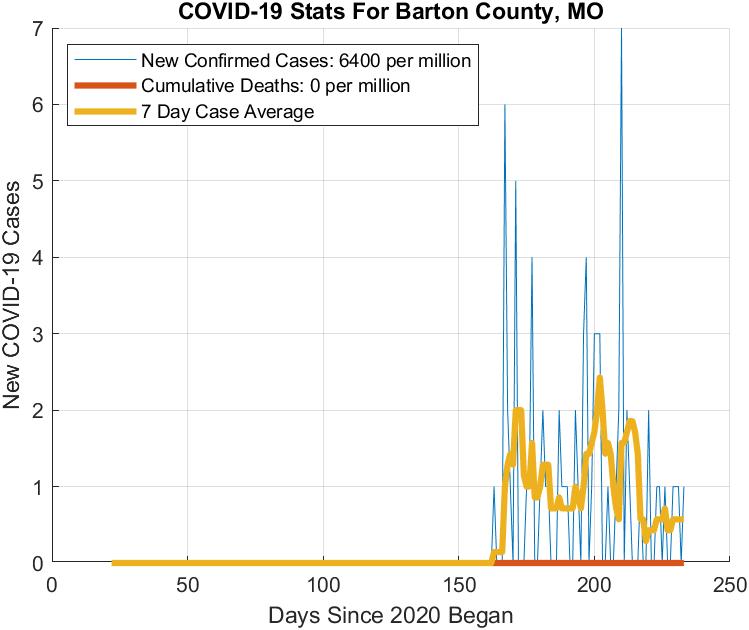 COVID-19 Stats For Barton County, MO
New Confirmed Cases: 6400 per million
Cumulative Deaths: 0 per million
7 Day Case Average
New COVID-19 Cases
7
6
5
4
3
2
1
0
0 50 100 150 200 250
Days Since 2020 Began